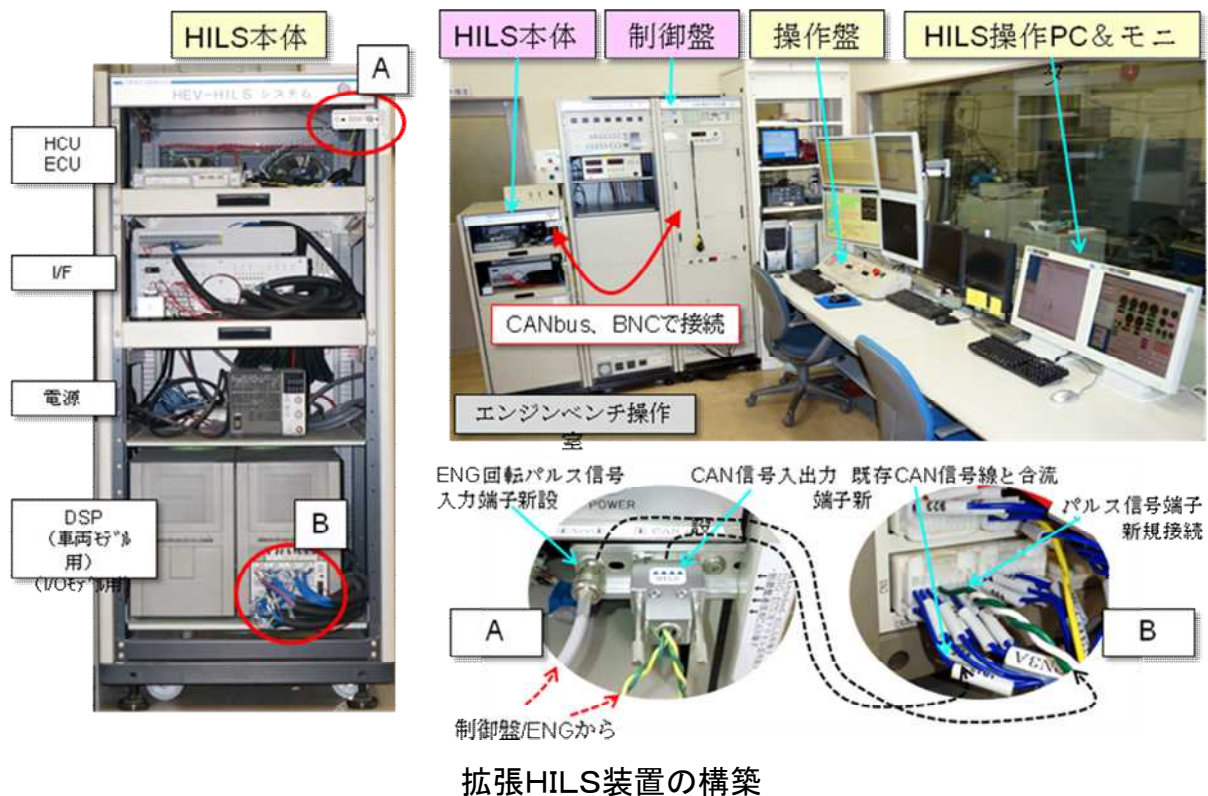 HILS本体
A
HEV-HILS システム
HCU
ECU
I/F
電源
DSP
(車両ﾓﾃﾞﾙ
用)
(I/Oﾓﾃﾞﾙ用)
B
HILS本体
制御盤
操作盤
HILS操作PC&モニ
タ
CANbus、BNCで接続
エンジンベンチ操作
室
ENG回転パルス信号
入力端子新設
CAN信号入出力
端子新
設
既存CAN信号線と合流
パルス信号端子
新規接続
POWER
CAN
HILS
A
N3A
B
制御盤/ENGから
拡張HILS装置の構築